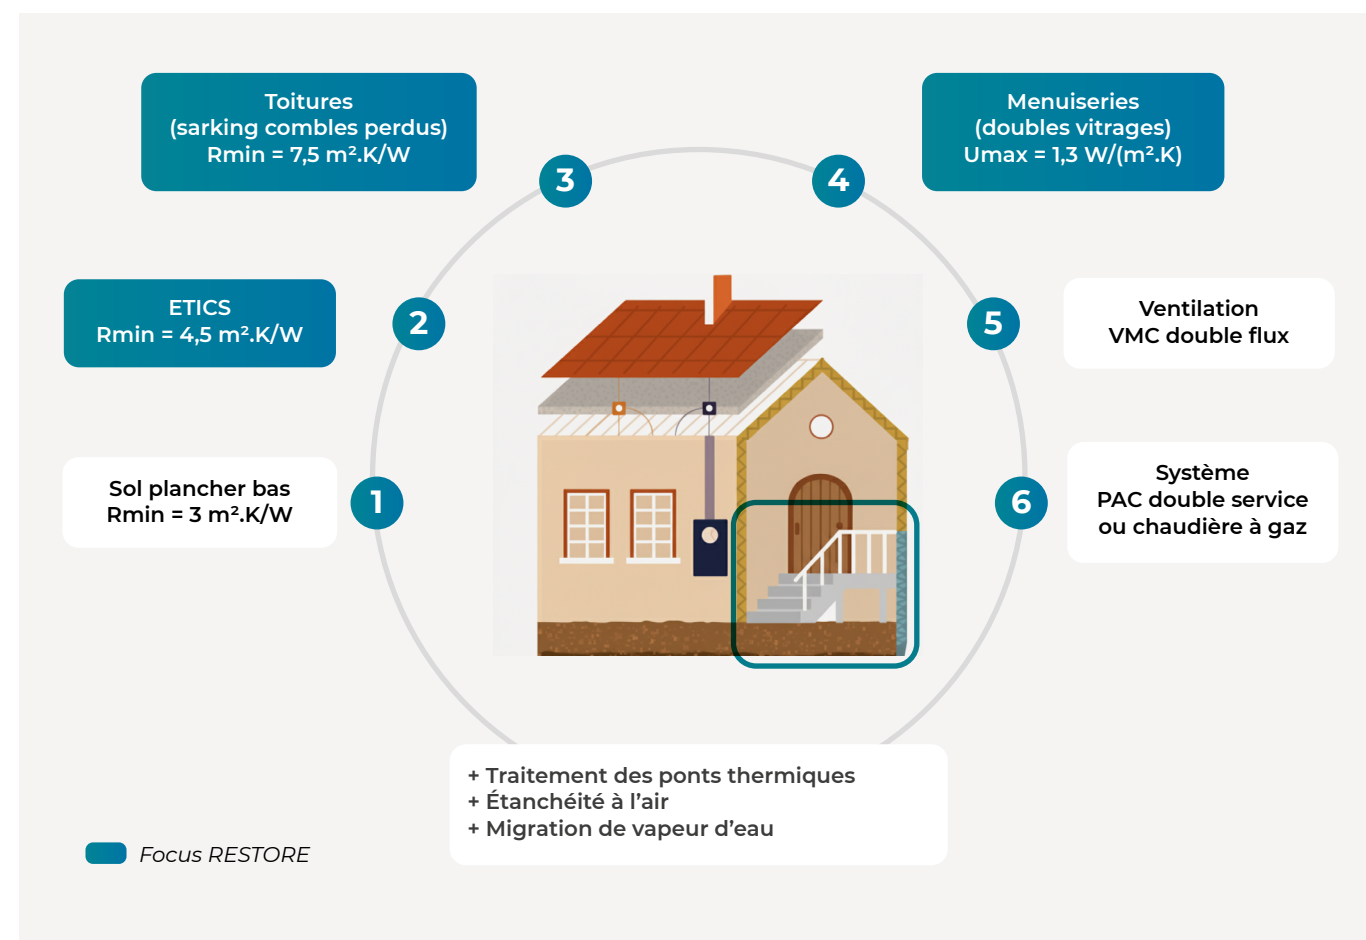 Toitures
(sarking combles perdus)
Rmin = 7,5 m².K/W
3
Menuiseries
(doubles vitrages)
Umax = 1,3 W/(m².K)
4
ETICS
Rmin = 4,5 m².K/W
2
Ventilation
VMC double flux
5
Sol plancher bas
Rmin = 3 m².K/W
1
Système
PAC double service
ou chaudière à gaz
6
+ Traitement des ponts thermiques
+ Étanchéité à l’air
+ Migration de vapeur d’eau
Focus RESTORE